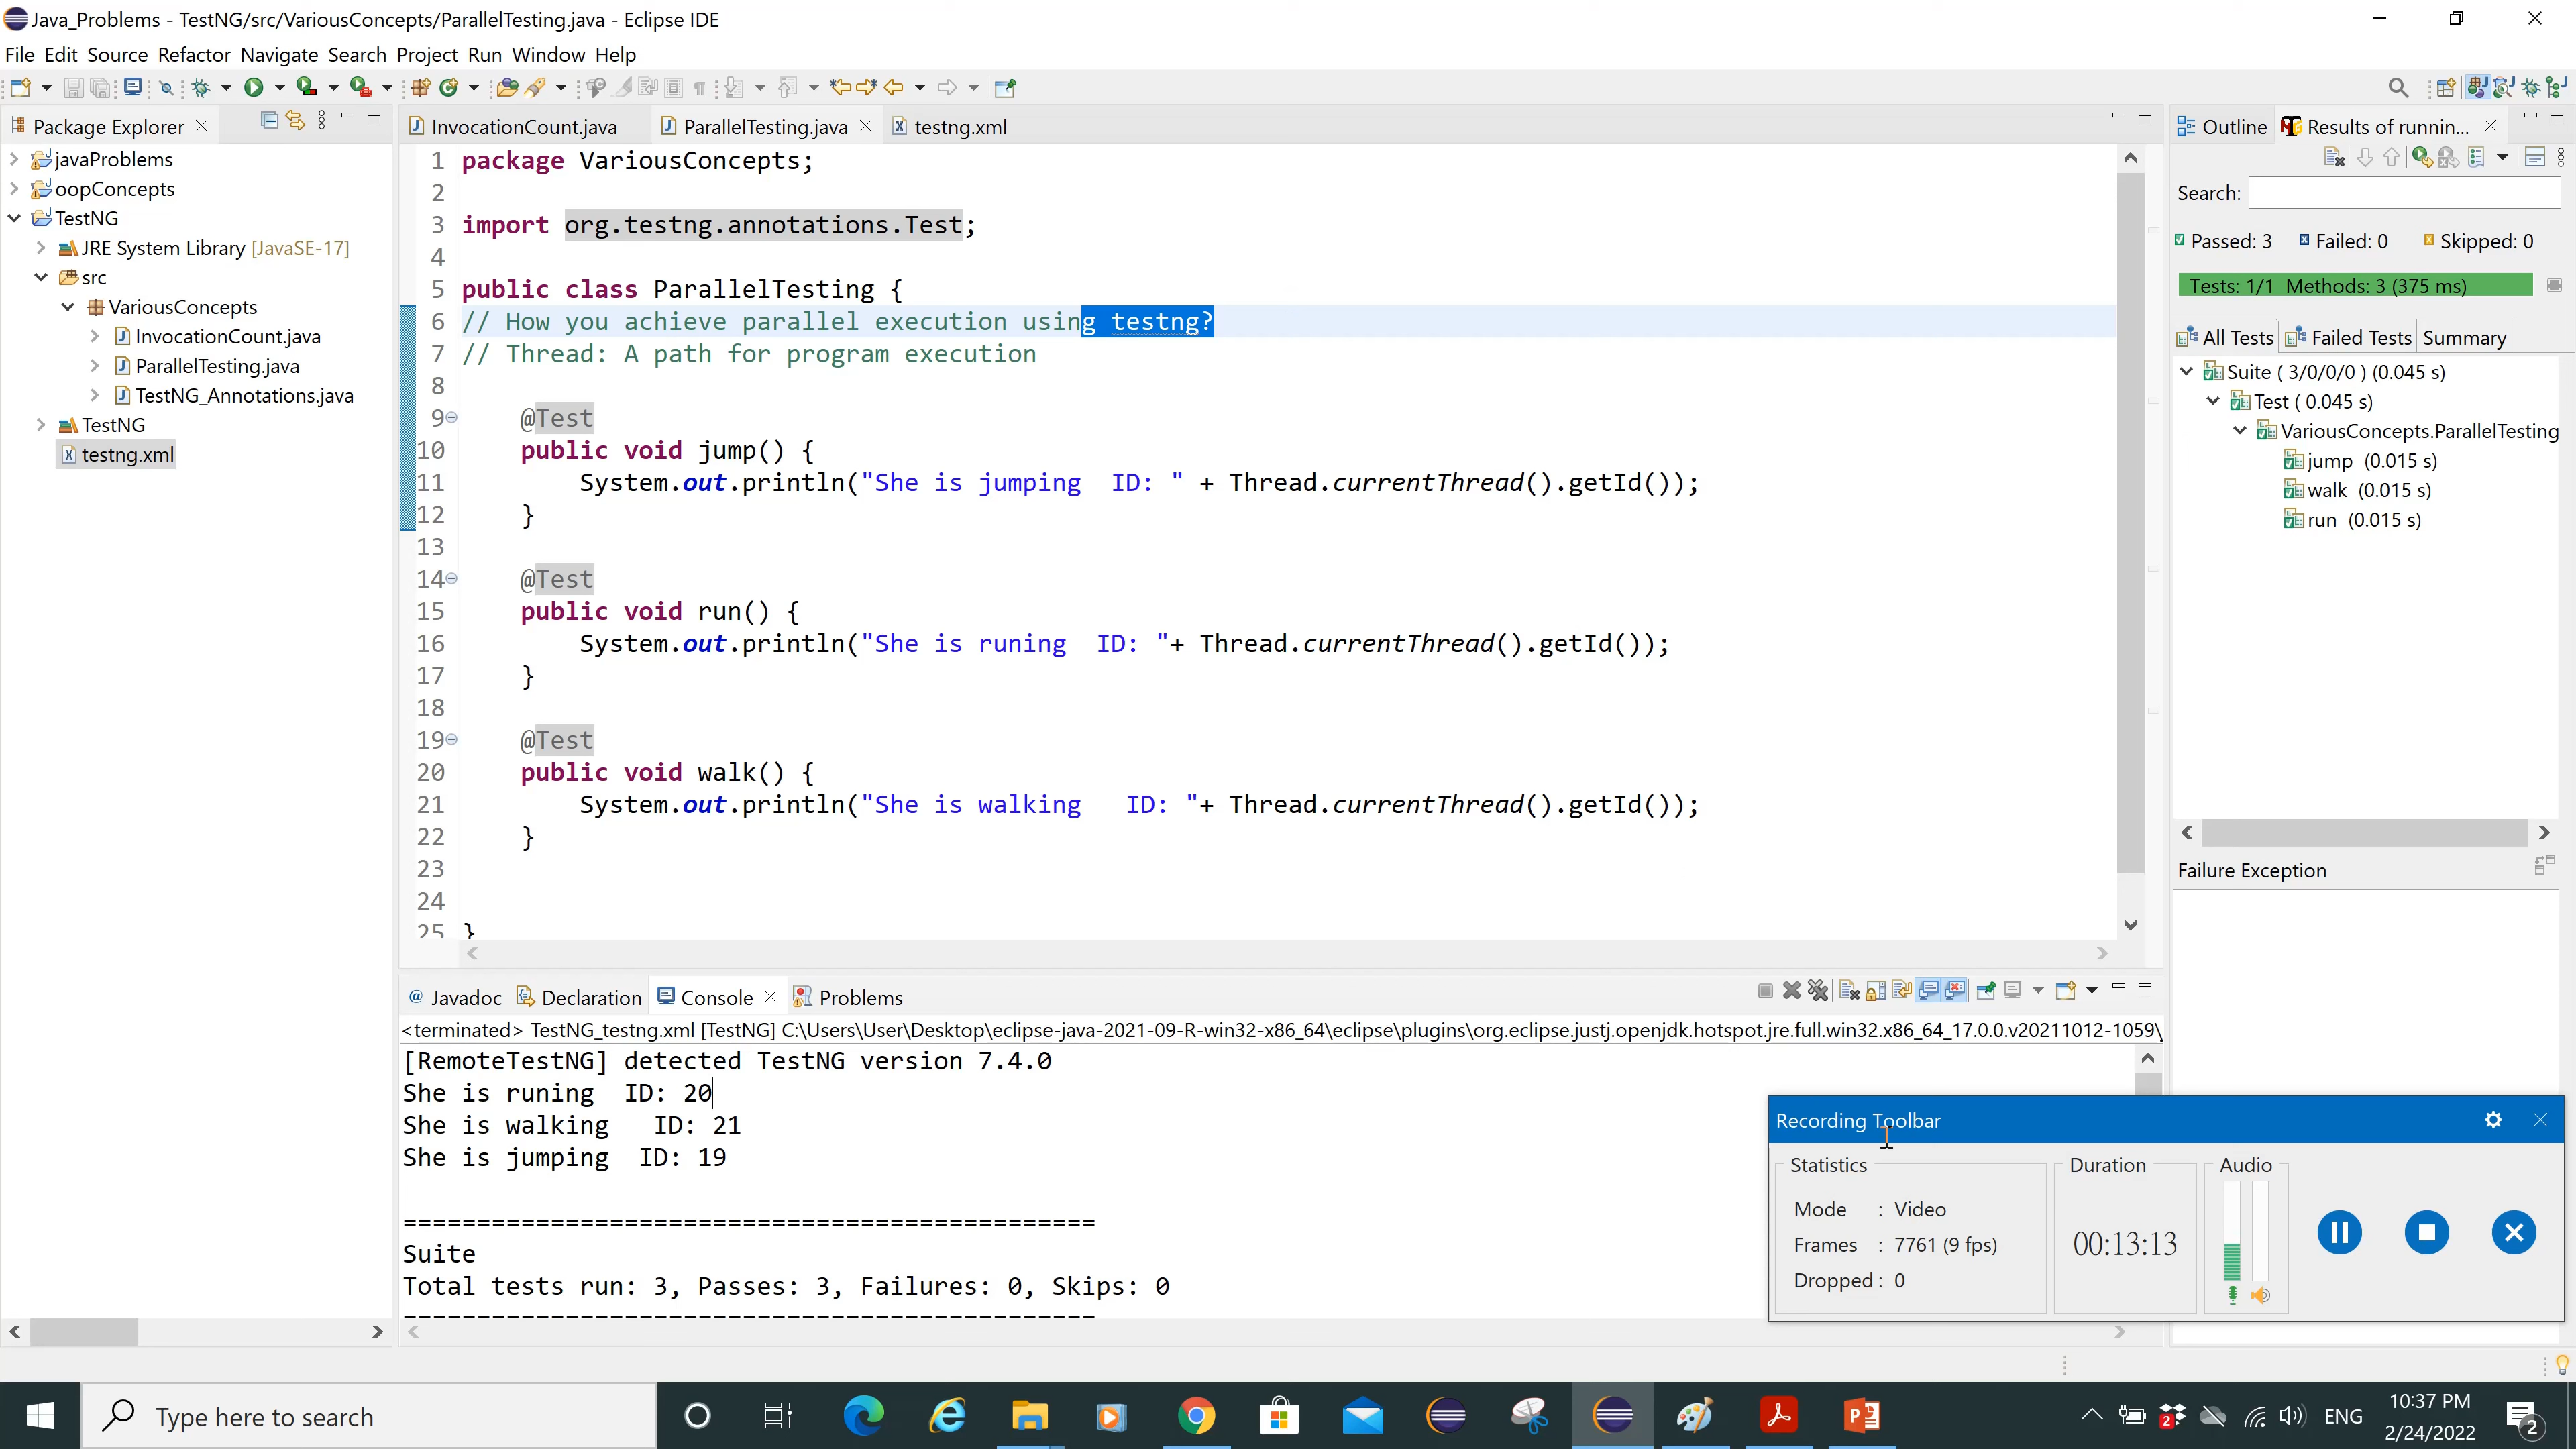 Java_Problems - TestNG/src/VariousConcepts/ParallelTesting.java - Eclipse IDE
File Edit Source Refactor Navigate Search Project Run Window Help
Package Explorer
javaProblems
oopConcepts
TestNG
JRE System Library [JavaSE-17]
src
VariousConcepts
InvocationCount.java
ParallelTesting.java
TestNG_Annotations.java
TestNG
testng.xml
InvocationCount.java ParallelTesting.java testng.xml
1 package VariousConcepts;
2
3 import org.testng.annotations.Test;
4
5 public class ParallelTesting {
6 // How you achieve parallel execution using testng?
7 // Thread: A path for program execution
8
9 @Test
10 public void jump() {
11 System.out.println("She is jumping  ID: " + Thread.currentThread().getId());
12 }
13
14 @Test
15 public void run() {
16 System.out.println("She is runing  ID: "+ Thread.currentThread().getId());
17 }
18
19 @Test
20 public void walk() {
21 System.out.println("She is walking   ID: "+ Thread.currentThread().getId());
22 }
23
24
25 }
Outline Results of runnin...
Search:
Passed: 3 Failed: 0 Skipped: 0
Tests: 1/1 Methods: 3 (375 ms)
All Tests Failed Tests Summary
Suite ( 3/0/0/0 ) (0.045 s)
Test ( 0.045 s)
VariousConcepts.ParallelTesting
jump (0.015 s)
walk (0.015 s)
run (0.015 s)
Failure Exception
@ Javadoc Declaration Console Problems
<terminated> TestNG_testng.xml [TestNG] C:\Users\User\Desktop\eclipse-java-2021-09-R-win32-x86_64\eclipse\plugins\org.eclipse.justj.openjdk.hotspot.jre.full.win32.x86_64_17.0.0.v20211012-1059\
[RemoteTestNG] detected TestNG version 7.4.0
She is runing  ID: 20
She is walking   ID: 21
She is jumping  ID: 19
===============================================
Suite
Total tests run: 3, Passes: 3, Failures: 0, Skips: 0
===============================================
Recording Toolbar
Statistics Duration Audio
Mode : Video
Frames : 7761 (9 fps)
Dropped : 0
00:13:13
Type here to search
2
ENG
10:37 PM
2/24/2022
2